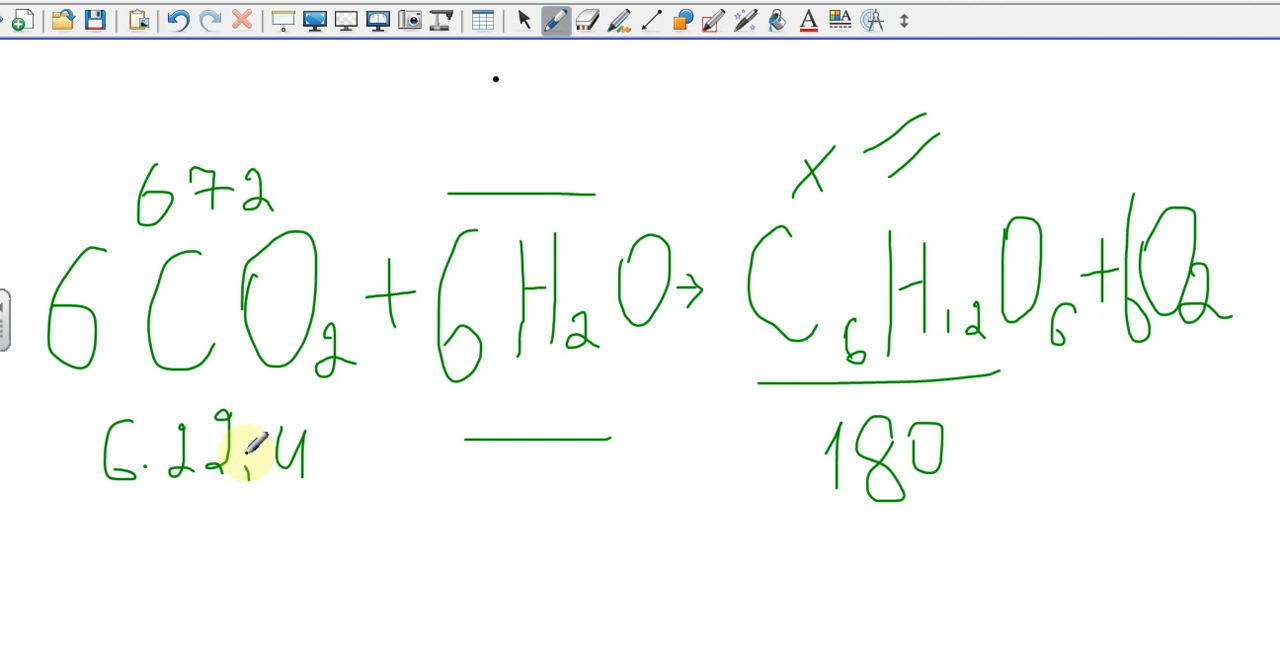 672 x =
6CO₂ + 6H₂O → C₆H₁₂O₆ + 6O₂
6.22,4 180